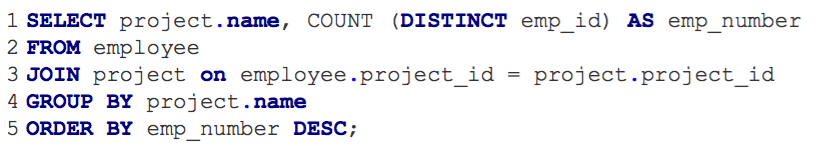 1 SELECT project.name, COUNT (DISTINCT emp_id) AS emp_number
2 FROM employee
3 JOIN project on employee.project_id = project.project_id
4 GROUP BY project.name
5 ORDER BY emp_number DESC;